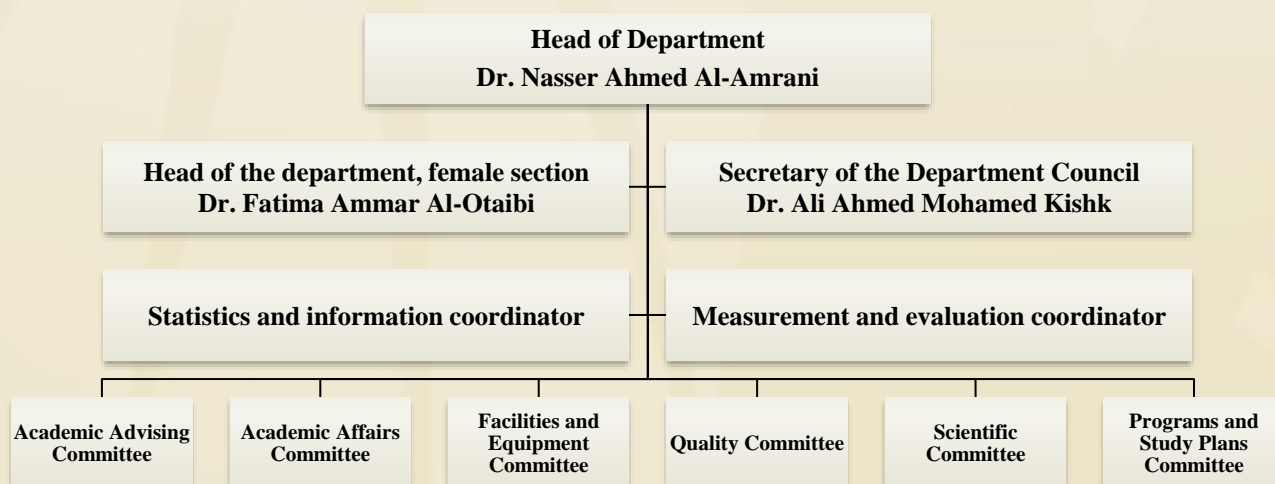 Head of Department
Dr. Nasser Ahmed Al-Amrani
Head of the department, female section
Dr. Fatima Ammar Al-Otaibi
Secretary of the Department Council
Dr. Ali Ahmed Mohamed Kishk
Statistics and information coordinator
Measurement and evaluation coordinator
Academic Advising
Committee
Academic Affairs
Committee
Facilities and
Equipment
Committee
Quality Committee
Scientific
Committee
Programs and
Study Plans
Committee